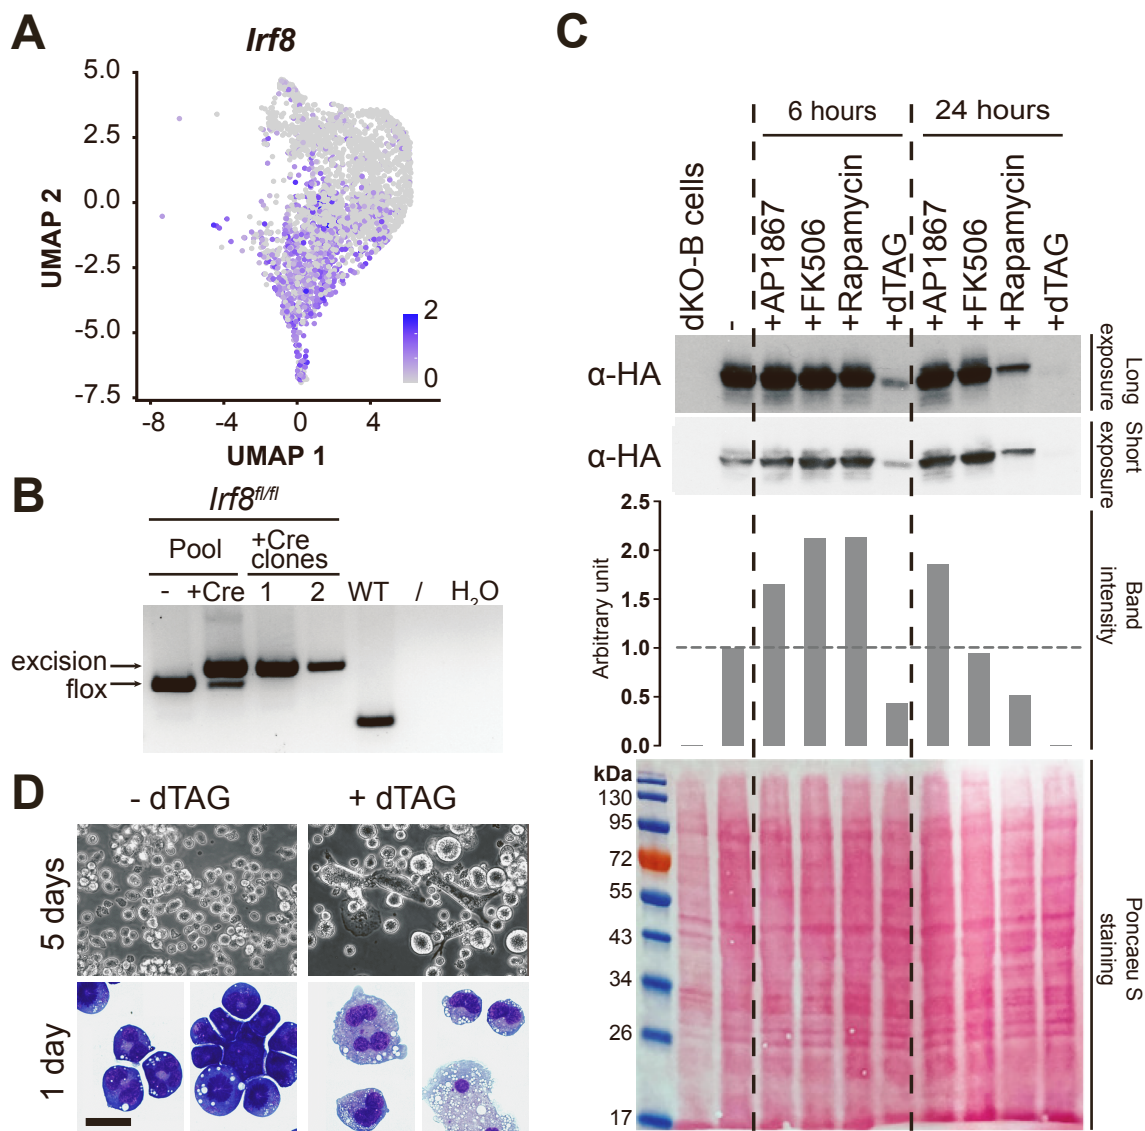 A
Irf8
5.0
2.5
0.0
-2.5
-5.0
-7.5
UMAP 2
-8 -4 0 4
UMAP 1
2
0
B
Irf8fl/fl
Pool +Cre clones
- +Cre 1 2 WT / H2O
excision
flox
C
6 hours 24 hours
dKO-B cells
-
+AP1867
+FK506
+Rapamycin
+dTAG
+AP1867
+FK506
+Rapamycin
+dTAG
α-HA
Long exposure
α-HA
Short exposure
2.5
2.0
1.5
1.0
0.5
0.0
Arbitrary unit
Band intensity
kDa
130
95
72
55
43
34
26
17
Poncaeu S staining
D
- dTAG + dTAG
5 days
1 day